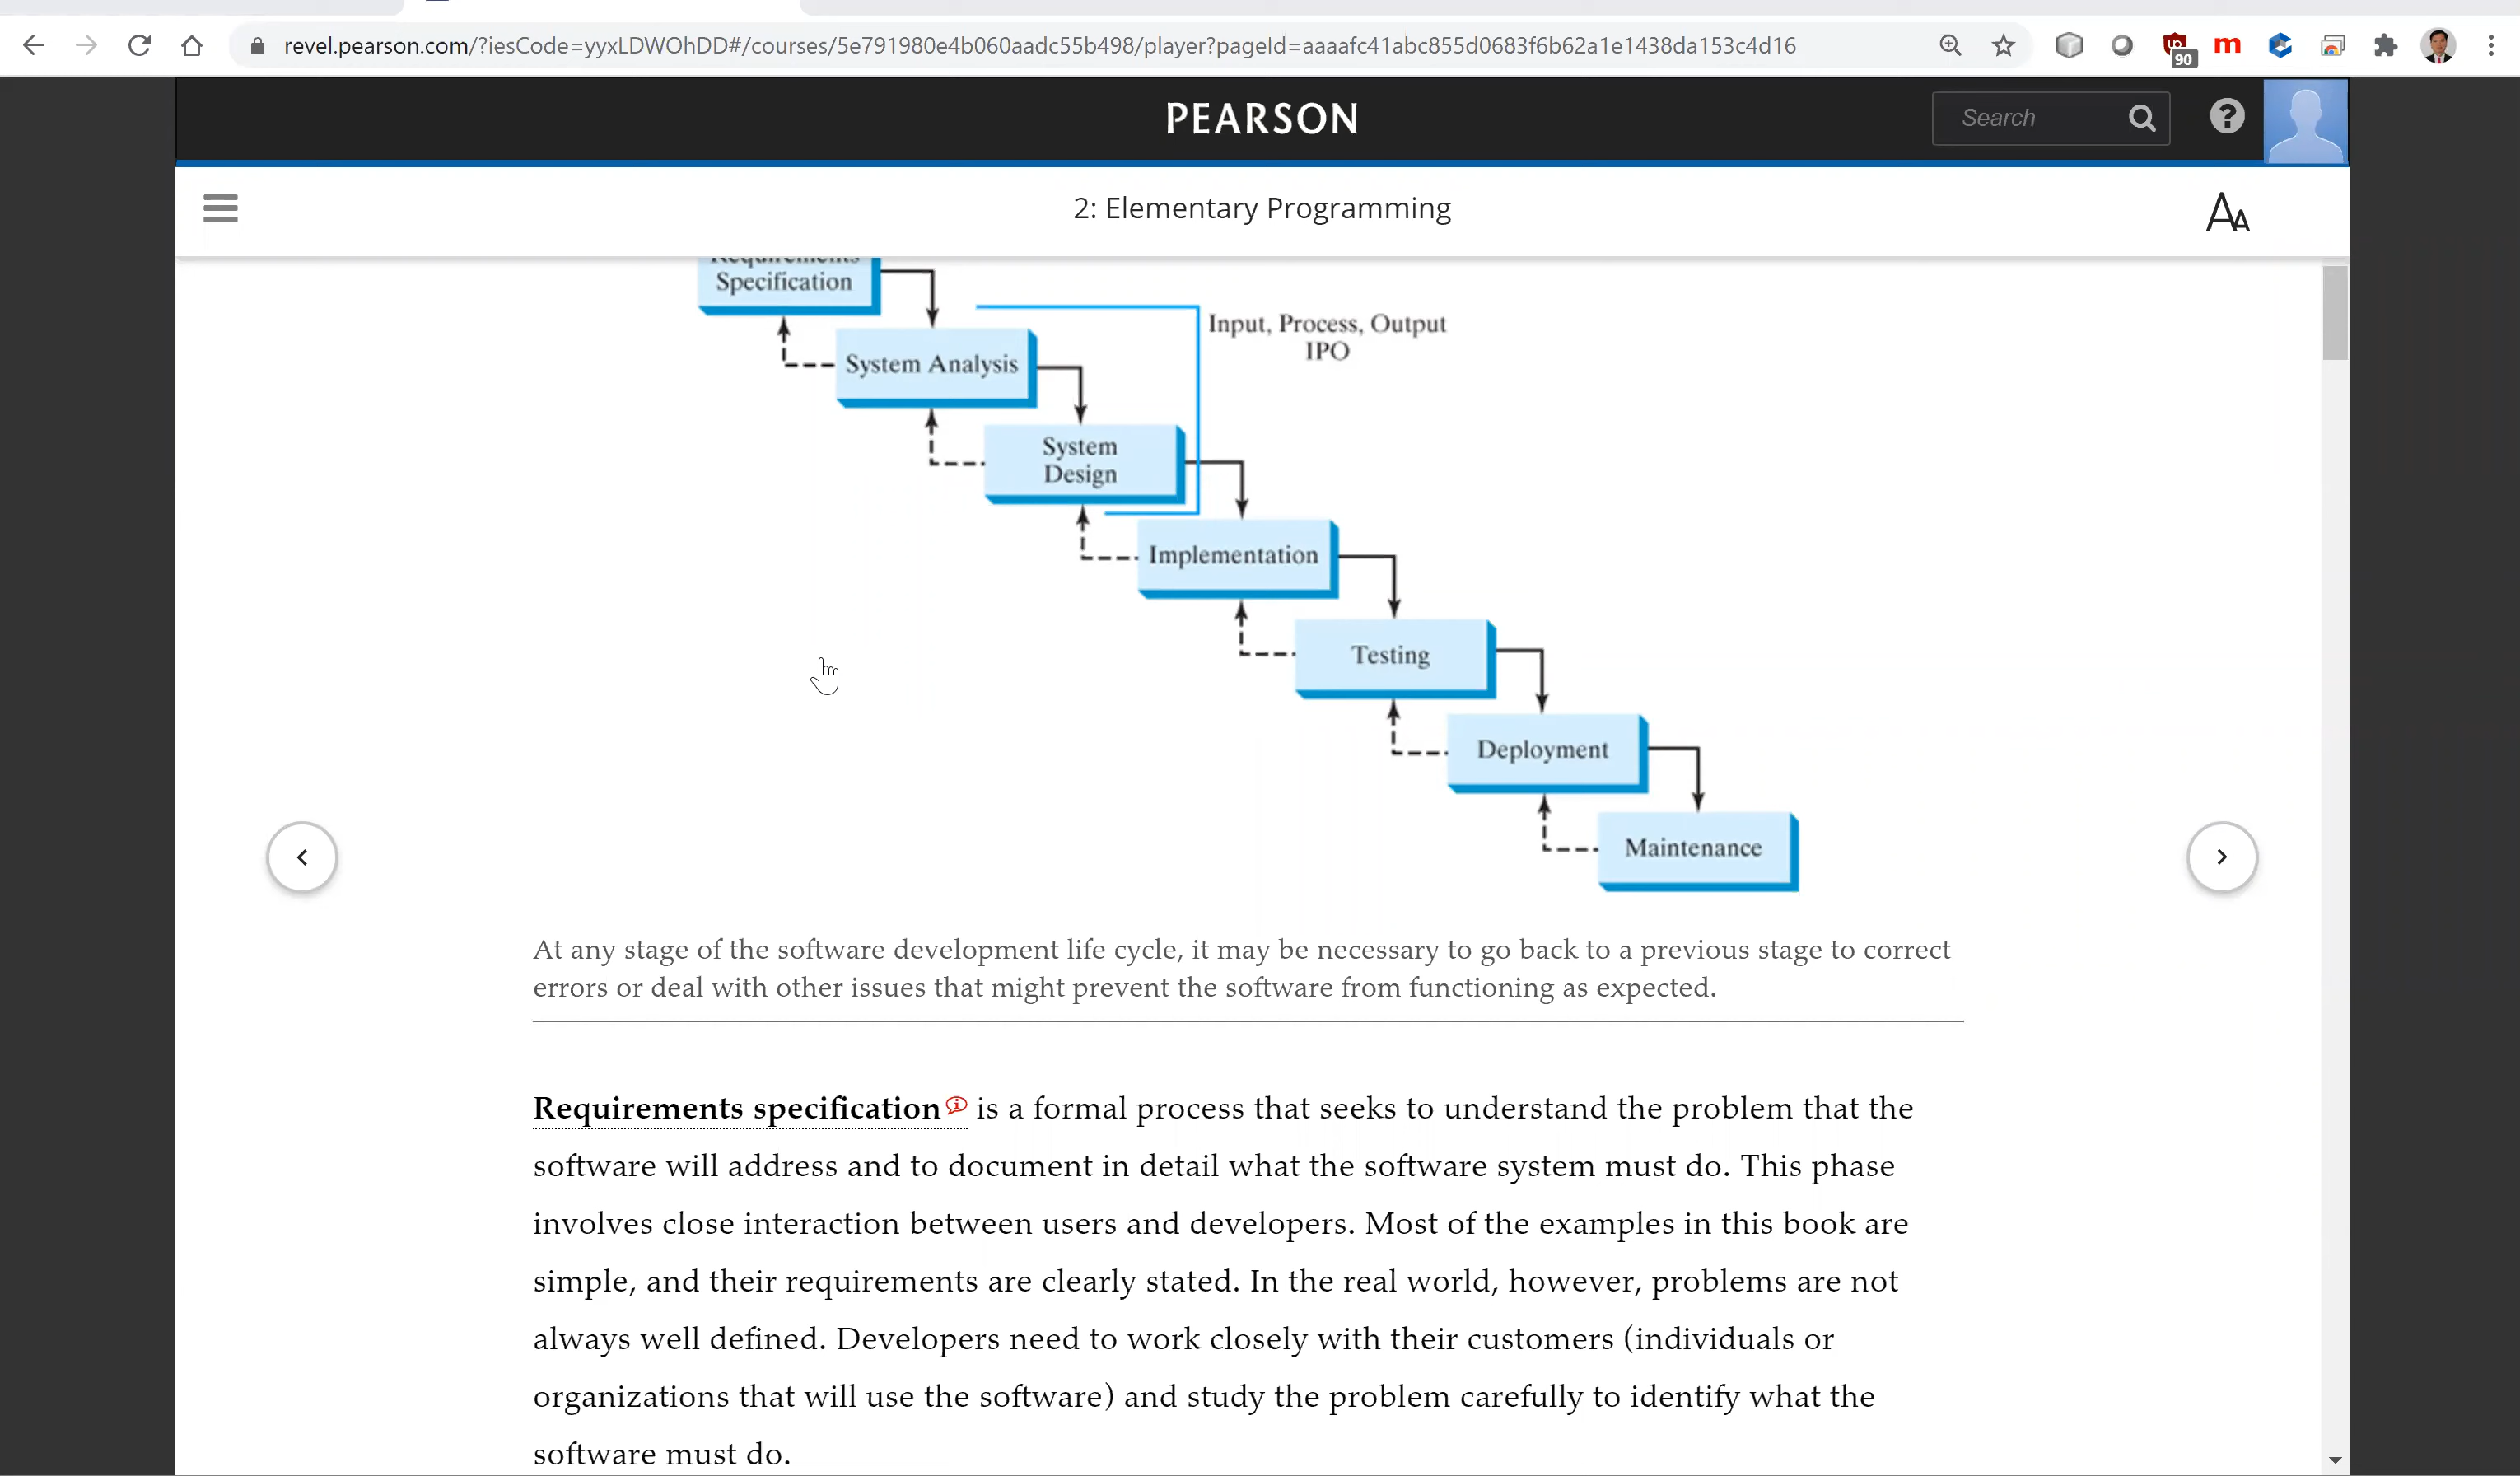 revel.pearson.com/?iesCode=yyxLDWOhDD#/courses/5e791980e4b060aadc55b498/player?pageId=aaaafc41abc855d0683f6b62a1e1438da153c4d16
90
PEARSON
Search
2: Elementary Programming
Requirements
Specification
Input, Process, Output
IPO
System Analysis
System
Design
Implementation
Testing
Deployment
Maintenance
At any stage of the software development life cycle, it may be necessary to go back to a previous stage to correct
errors or deal with other issues that might prevent the software from functioning as expected.
Requirements specification is a formal process that seeks to understand the problem that the
software will address and to document in detail what the software system must do. This phase
involves close interaction between users and developers. Most of the examples in this book are
simple, and their requirements are clearly stated. In the real world, however, problems are not
always well defined. Developers need to work closely with their customers (individuals or
organizations that will use the software) and study the problem carefully to identify what the
software must do.